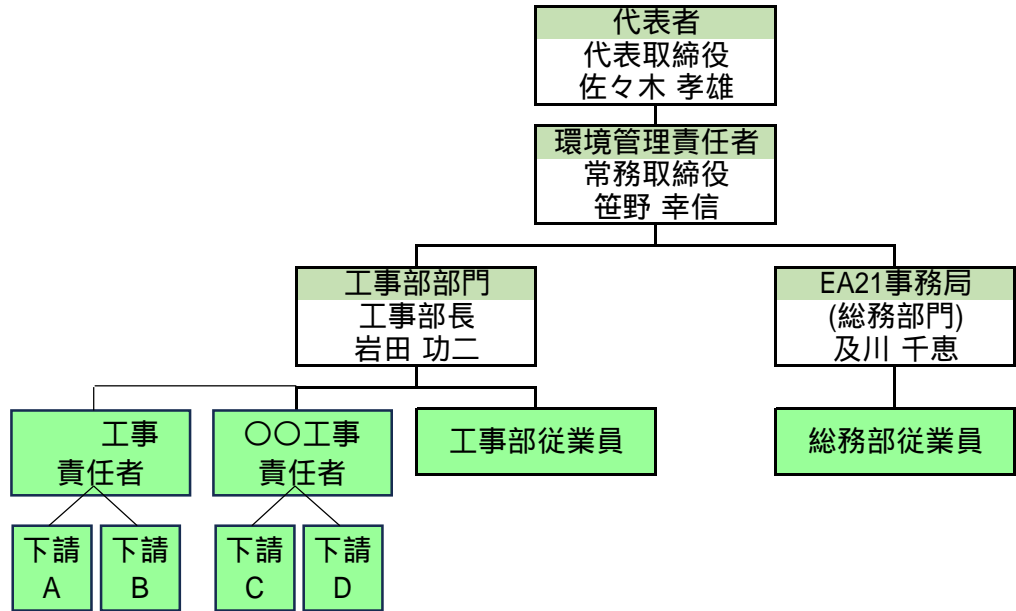 代表者
代表取締役
佐々木 孝雄
環境管理責任者
常務取締役
笹野 幸信
工事部部門
工事部長
岩田 功二
EA21事務局
(総務部門)
及川 千恵
工事
責任者
〇〇工事
責任者
工事部従業員
総務部従業員
下請
A
下請
B
下請
C
下請
D